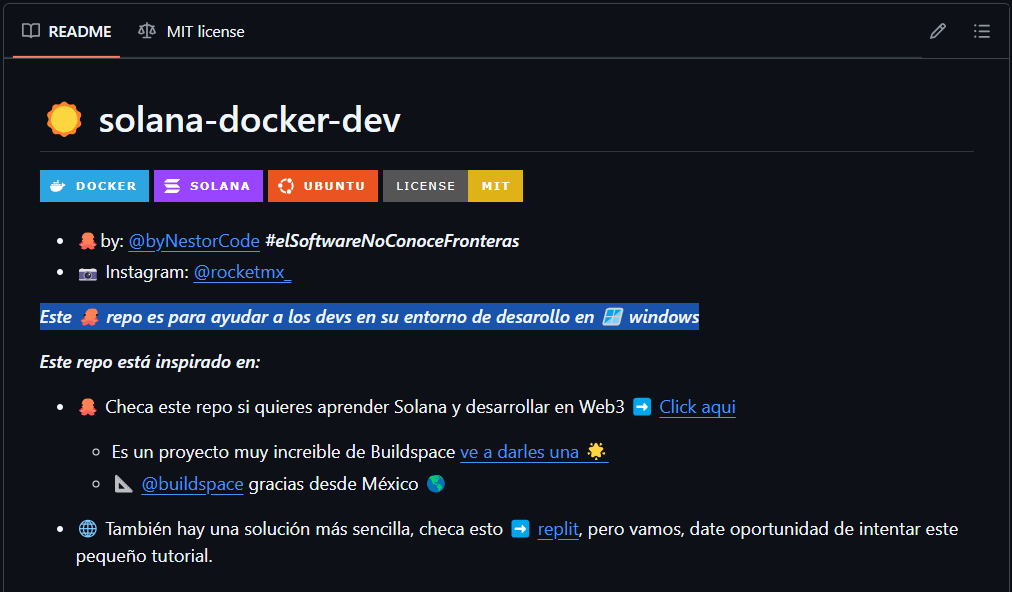 README MIT license
solana-docker-dev
DOCKER SOLANA UBUNTU LICENSE MIT
by: @byNestorCode #elSoftwareNoConoceFronteras
Instagram: @rocketmx_
Este repo es para ayudar a los devs en su entorno de desarollo en windows
Este repo está inspirado en:
Checa este repo si quieres aprender Solana y desarrollar en Web3 Click aqui
Es un proyecto muy increible de Buildspace ve a darles una
@buildspace gracias desde México
También hay una solución más sencilla, checa esto replit, pero vamos, date oportunidad de intentar este
pequeño tutorial.